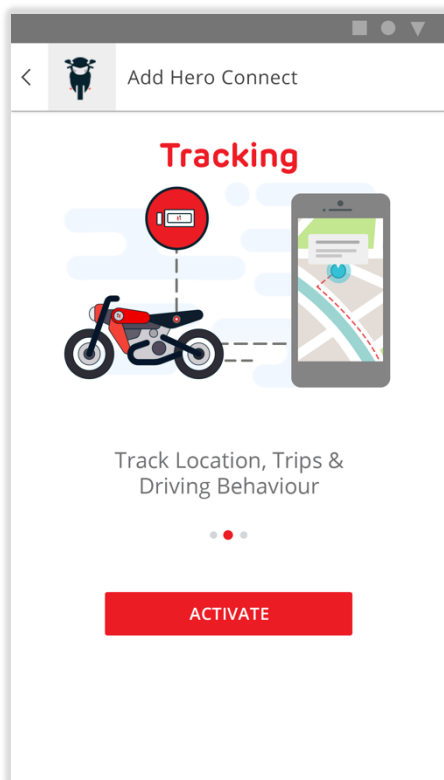 Add Hero Connect
Tracking
Track Location, Trips &
Driving Behaviour
ACTIVATE